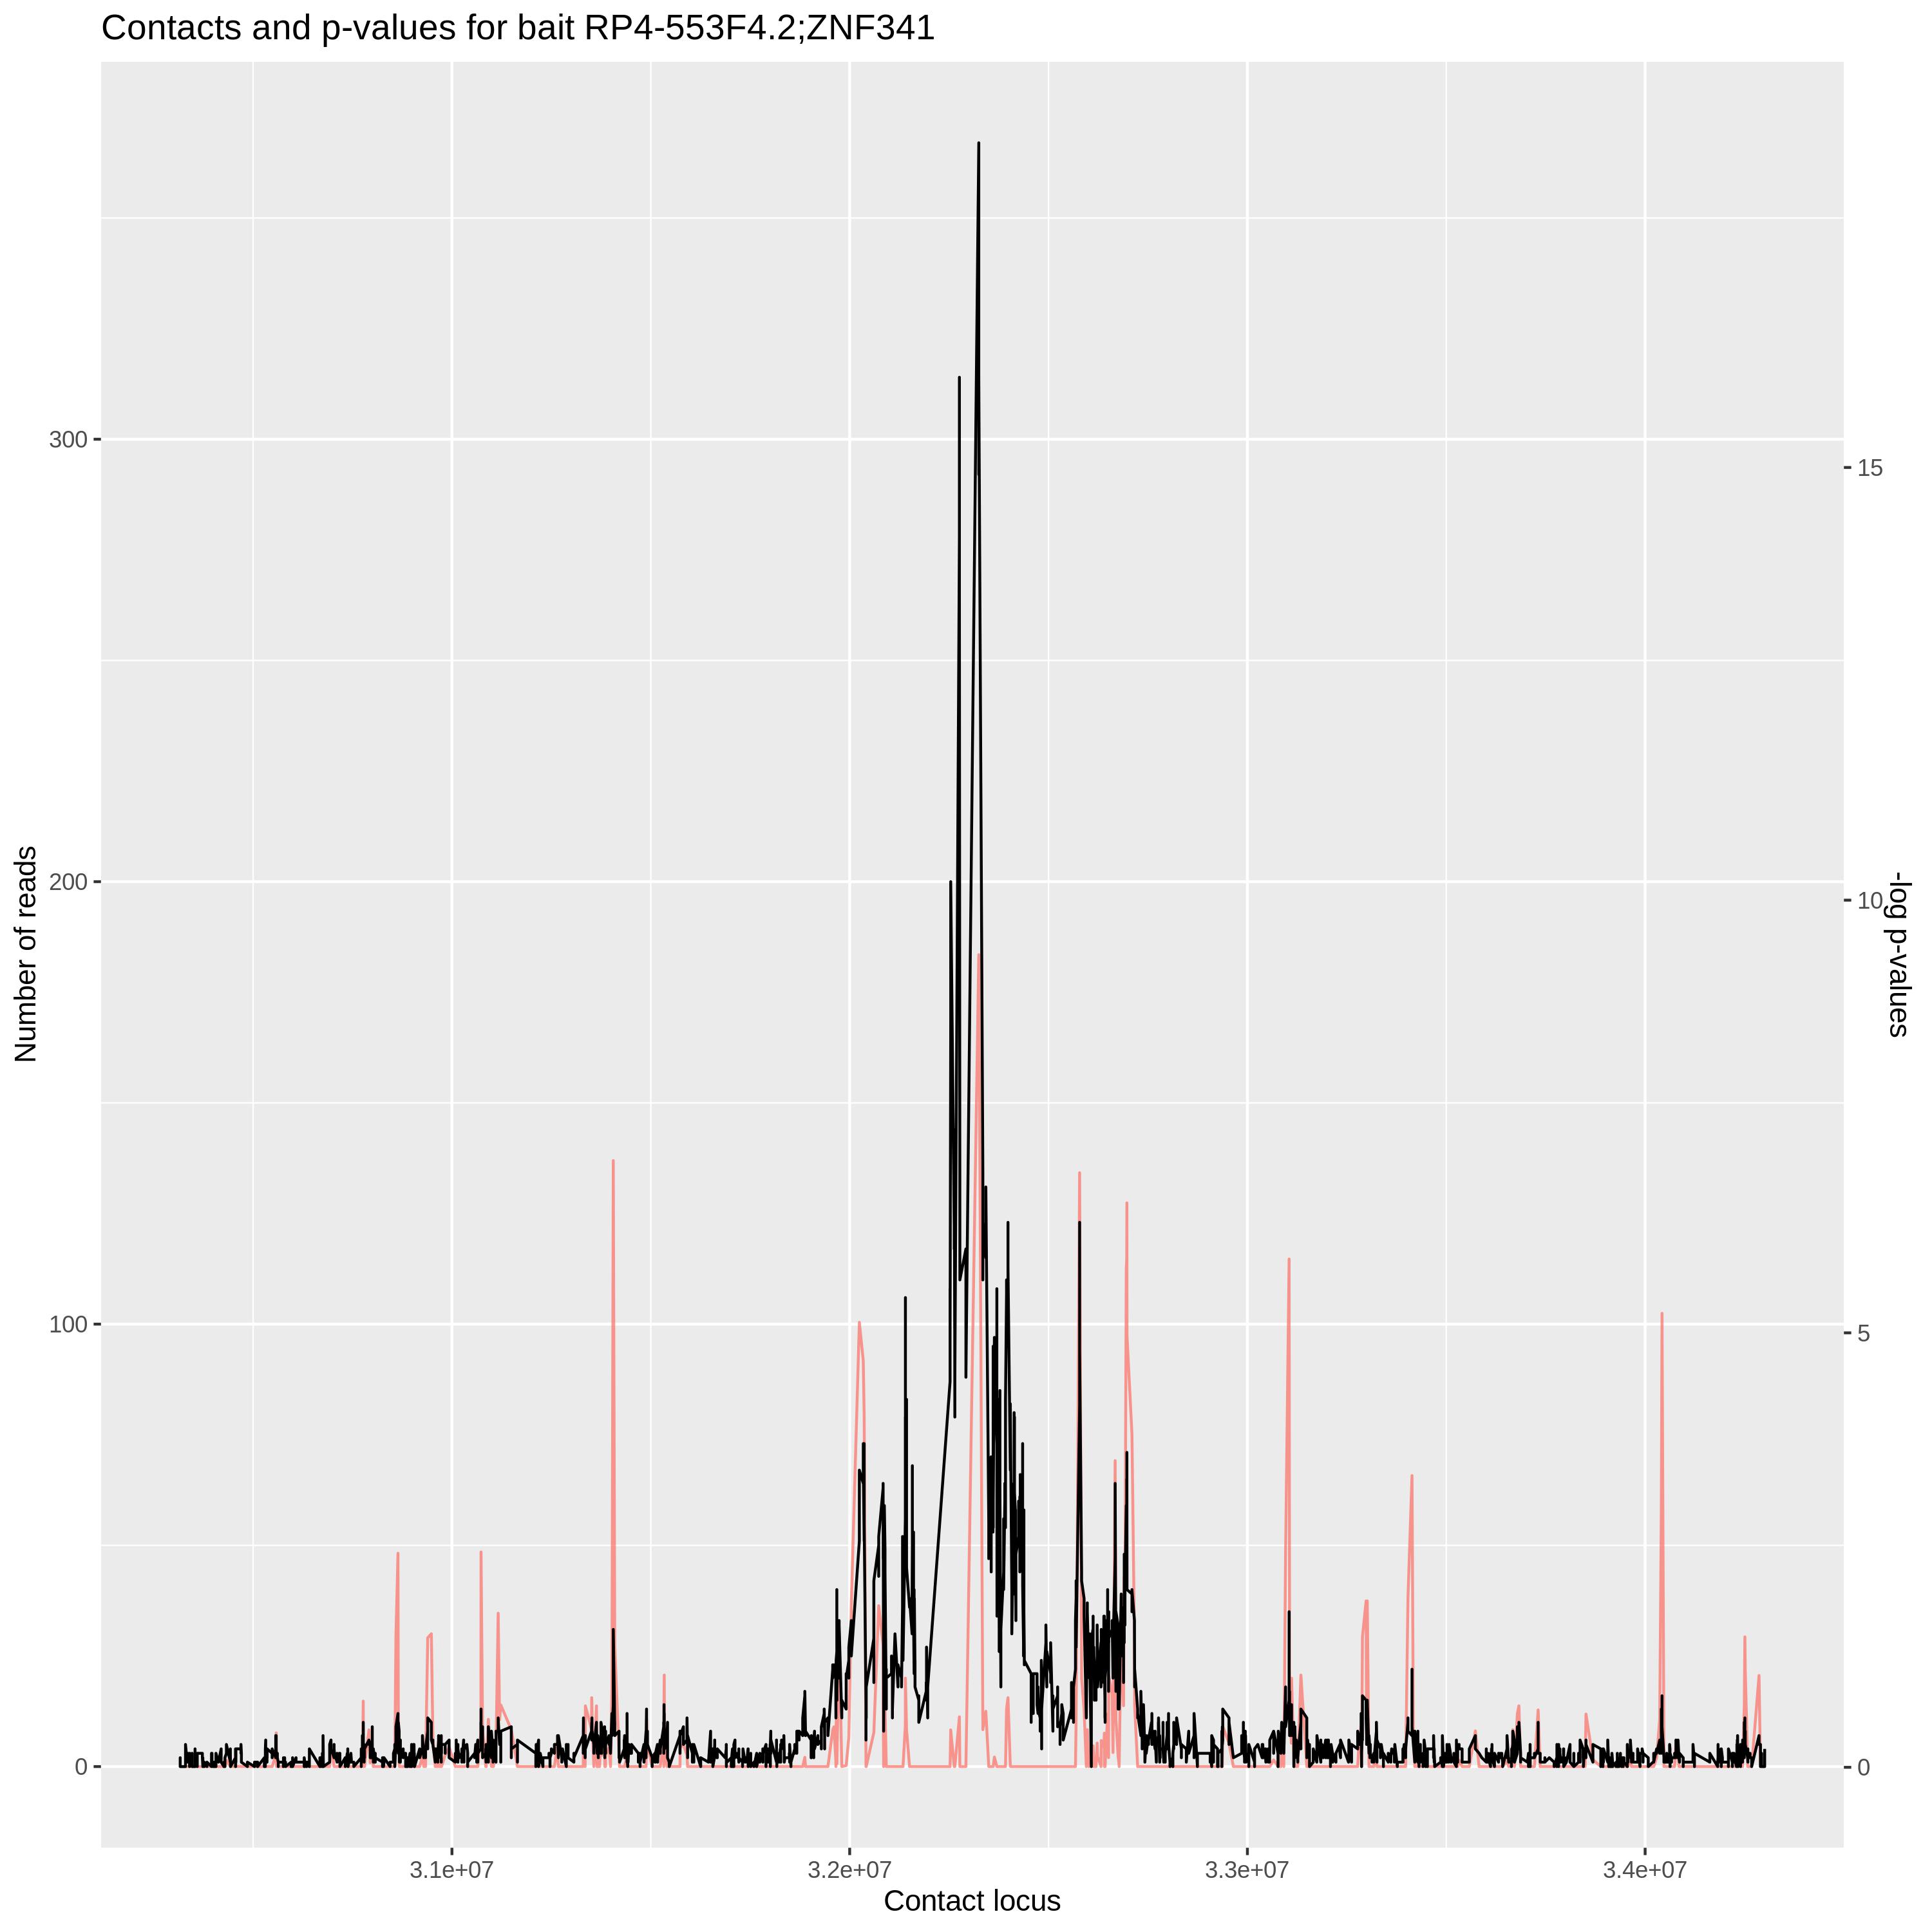 Contacts and p-values for bait RP4-553F4.2;ZNF341
300
200
100
0
Number of reads
15
10
5
0
-log p-values
3.1e+07
3.2e+07
3.3e+07
3.4e+07
Contact locus